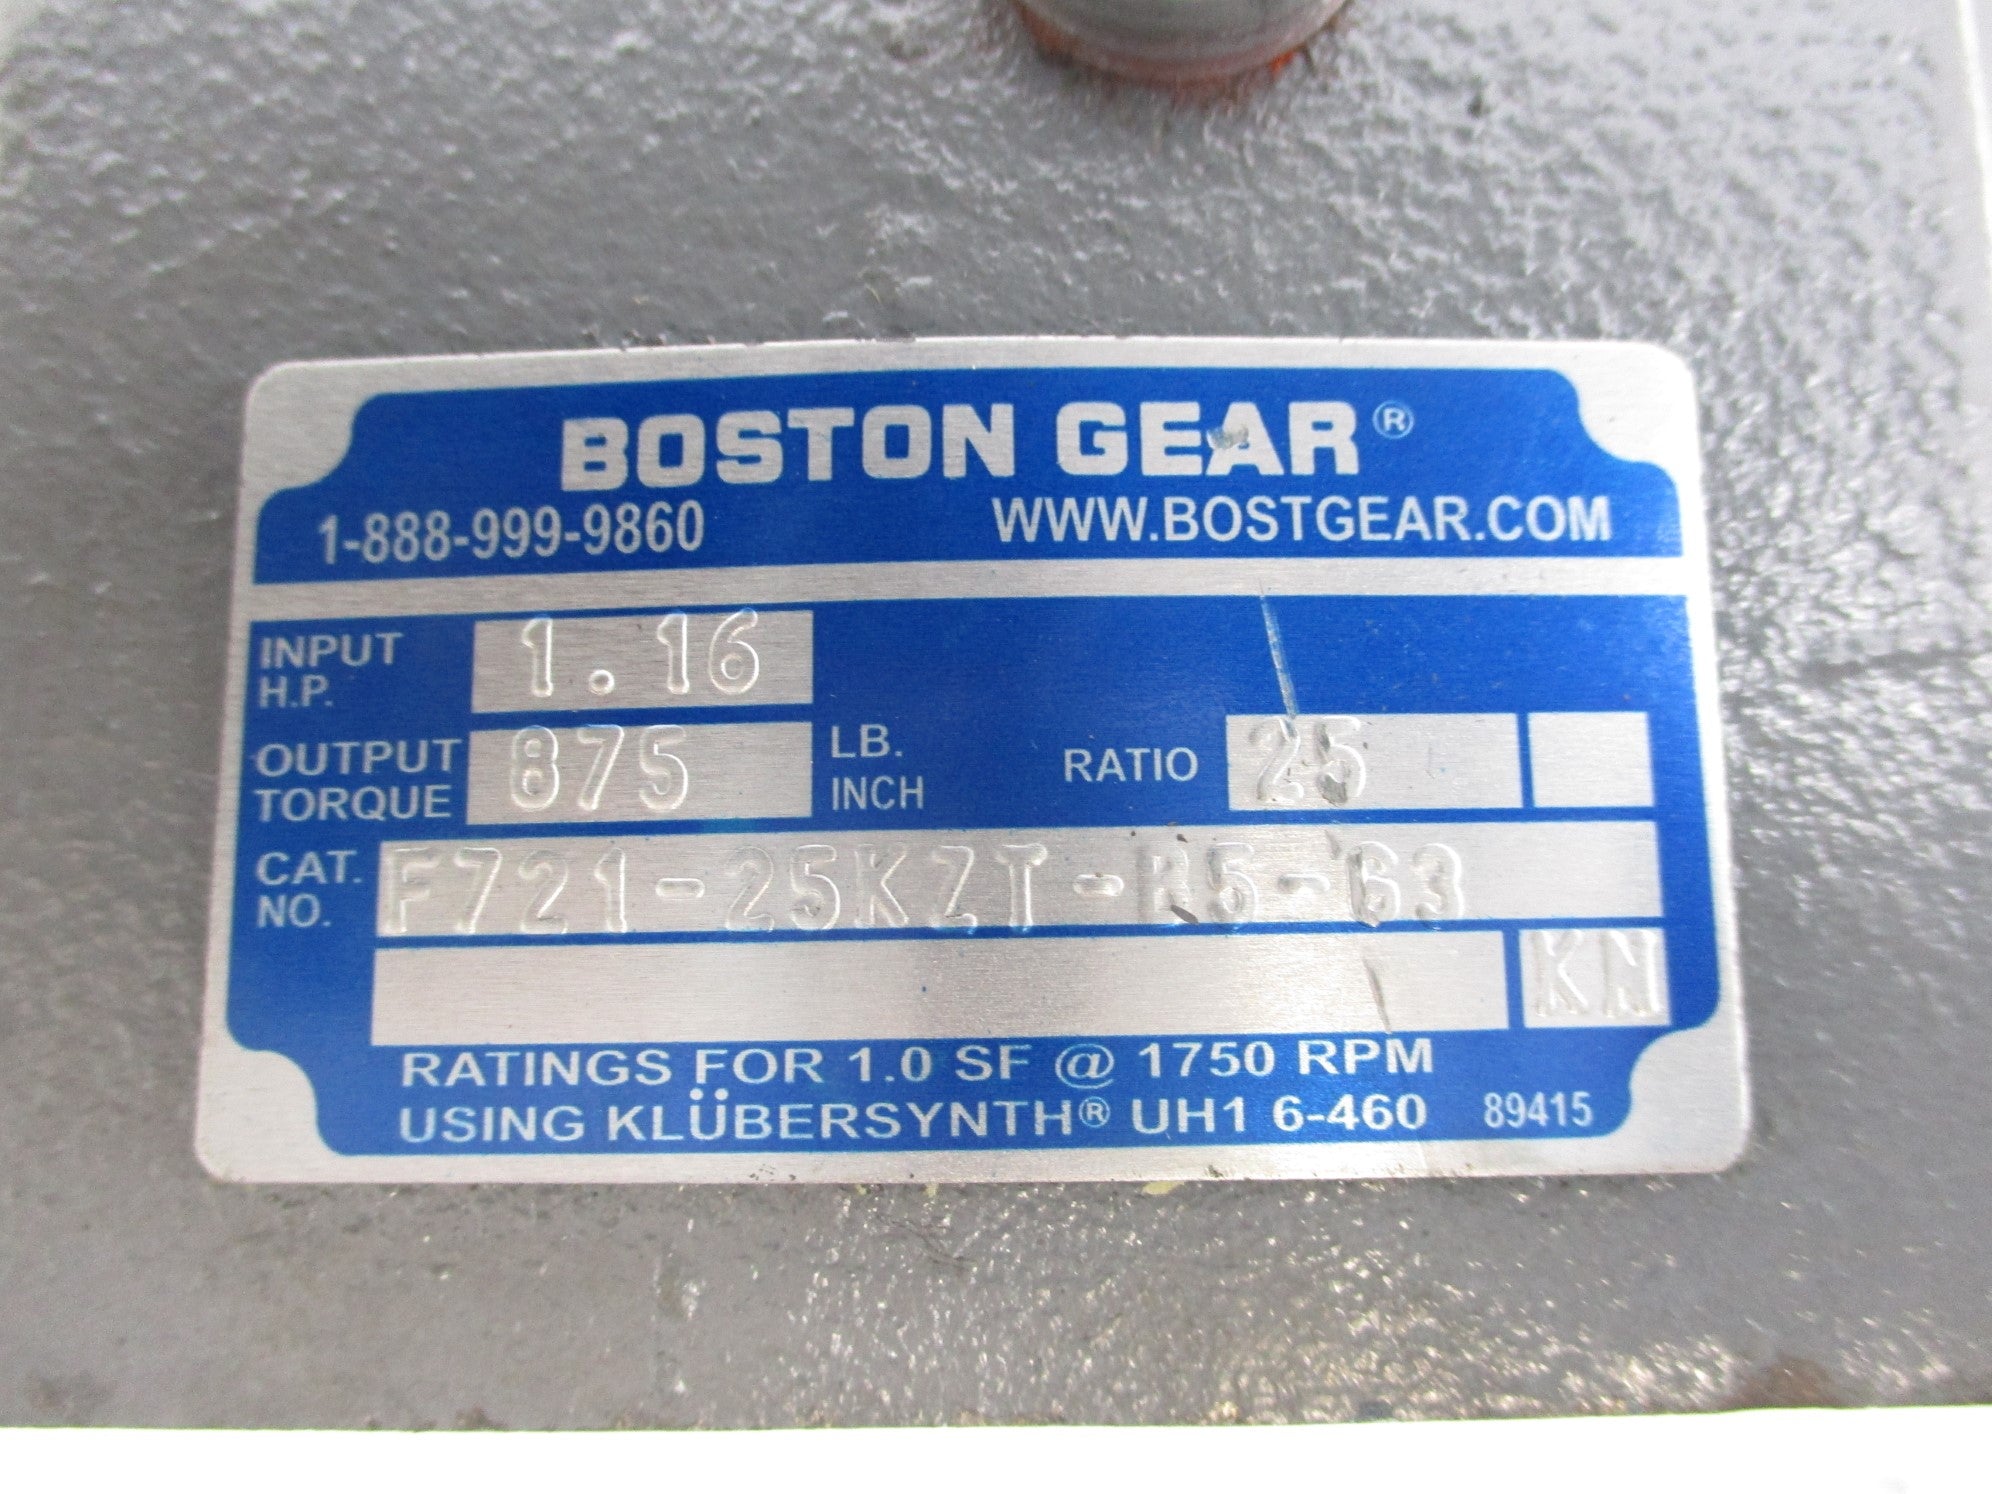 BOSTON GEAR®
1-888-999-9860 WWW.BOSTGEAR.COM
INPUT H.P. 1.16
OUTPUT TORQUE 875 LB. INCH RATIO 25
CAT. NO. F721-25KZT-B5-G3
KN
RATINGS FOR 1.0 SF @ 1750 RPM
USING KLÜBERSYNTH® UH1 6-460 89415